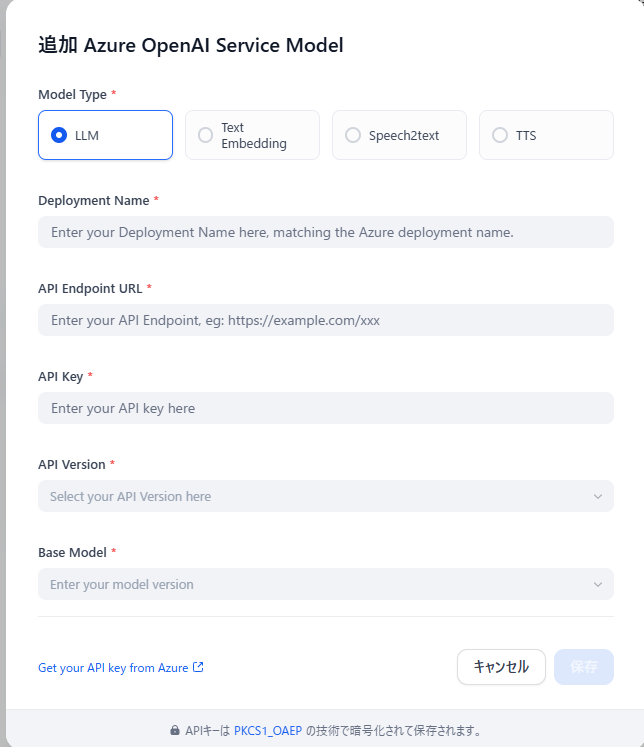 追加 Azure OpenAI Service Model
Model Type *
LLM
Text
Embedding
Speech2text
TTS
Deployment Name *
Enter your Deployment Name here, matching the Azure deployment name.
API Endpoint URL *
Enter your API Endpoint, eg: https://example.com/xxx
API Key *
Enter your API key here
API Version *
Select your API Version here
Base Model *
Enter your model version
Get your API key from Azure
キャンセル
保存
APIキーは PKCS1_OAEP の技術で暗号化されて保存されます。